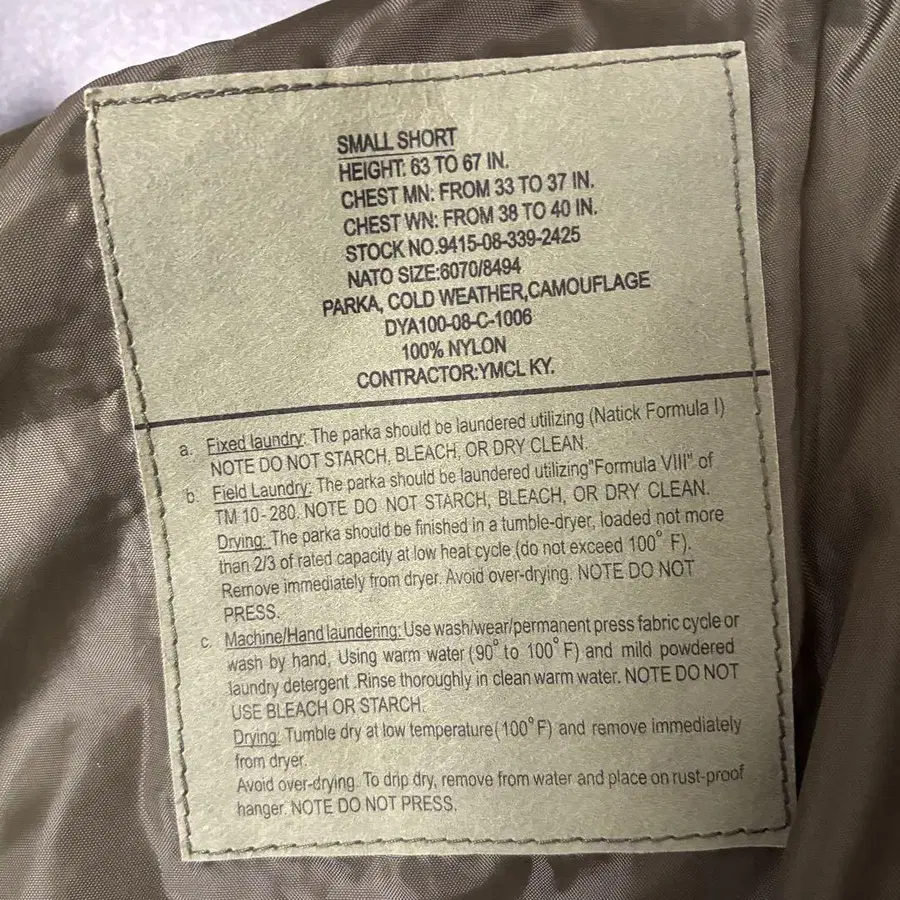 SMALL SHORT
HEIGHT: 63 TO 67 IN.
CHEST MN: FROM 33 TO 37 IN.
CHEST WN: FROM 38 TO 40 IN.
STOCK NO.9415-08-339-2425
NATO SIZE:6070/8494
PARKA, COLD WEATHER,CAMOUFLAGE
DYA100-08-C-1006
100% NYLON
CONTRACTOR:YMCL KY.
a. Fixed laundry: The parka should be laundered utilizing (Natick Formula I)
NOTE DO NOT STARCH, BLEACH, OR DRY CLEAN.
b. Field Laundry: The parka should be laundered utilizing"Formula VIII" of
TM 10-280. NOTE DO NOT STARCH, BLEACH, OR DRY CLEAN.
Drying: The parka should be finished in a tumble-dryer, loaded not more
than 2/3 of rated capacity at low heat cycle (do not exceed 100° F).
Remove immediately from dryer. Avoid over-drying. NOTE DO NOT
PRESS.
c. Machine/Hand laundering: Use wash/wear/permanent press fabric cycle or
wash by hand, Using warm water (90° to 100° F) and mild powdered
laundry detergent .Rinse thoroughly in clean warm water. NOTE DO NOT
USE BLEACH OR STARCH.
Drying: Tumble dry at low temperature(100°F) and remove immediately
from dryer.
Avoid over-drying. To drip dry, remove from water and place on rust-proof
hanger. NOTE DO NOT PRESS.